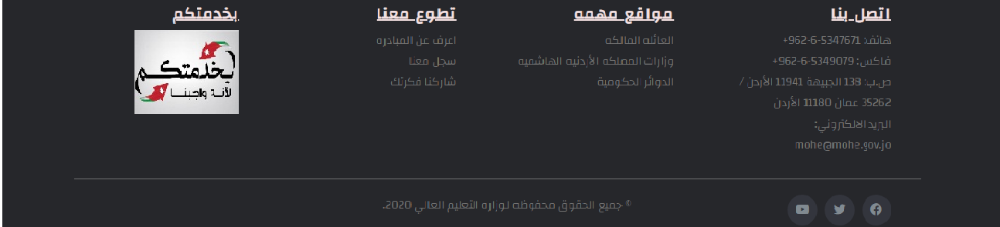 اتصل بنا
هاتف: 5347671-6-962+
فاكس: 5349079-6-962+
ص.ب: 138 الجبيهة 11941 الأردن /
35262 عمان 11180 الأردن
البريد الالكتروني:
mohe@mohe.gov.jo
مواقع مهمه
العائله المالكه
وزارات المملكه الأردنيه الهاشميه
الدوائر الحكومية
تطوع معنا
اعرف عن المبادره
سجل معنا
شاركنا فكرتك
بخدمتكم
بخدمتكم
لأنه واجبنا
© جميع الحقوق محفوظه لوزاره التعليم العالي 2020.